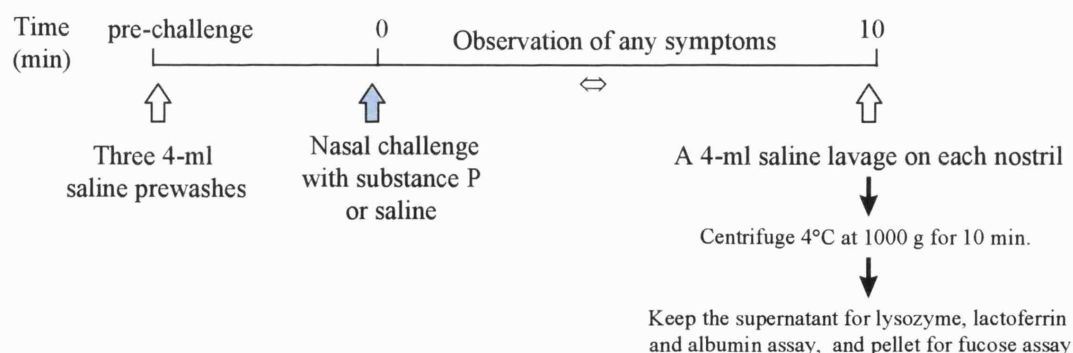 Time
(min)
pre-challenge
0
Observation of any symptoms
10
Three 4-ml
saline prewashes
Nasal challenge
with substance P
or saline
A 4-ml saline lavage on each nostril
Centrifuge 4°C at 1000 g for 10 min.
Keep the supernatant for lysozyme, lactoferrin
and albumin assay, and pellet for fucose assay